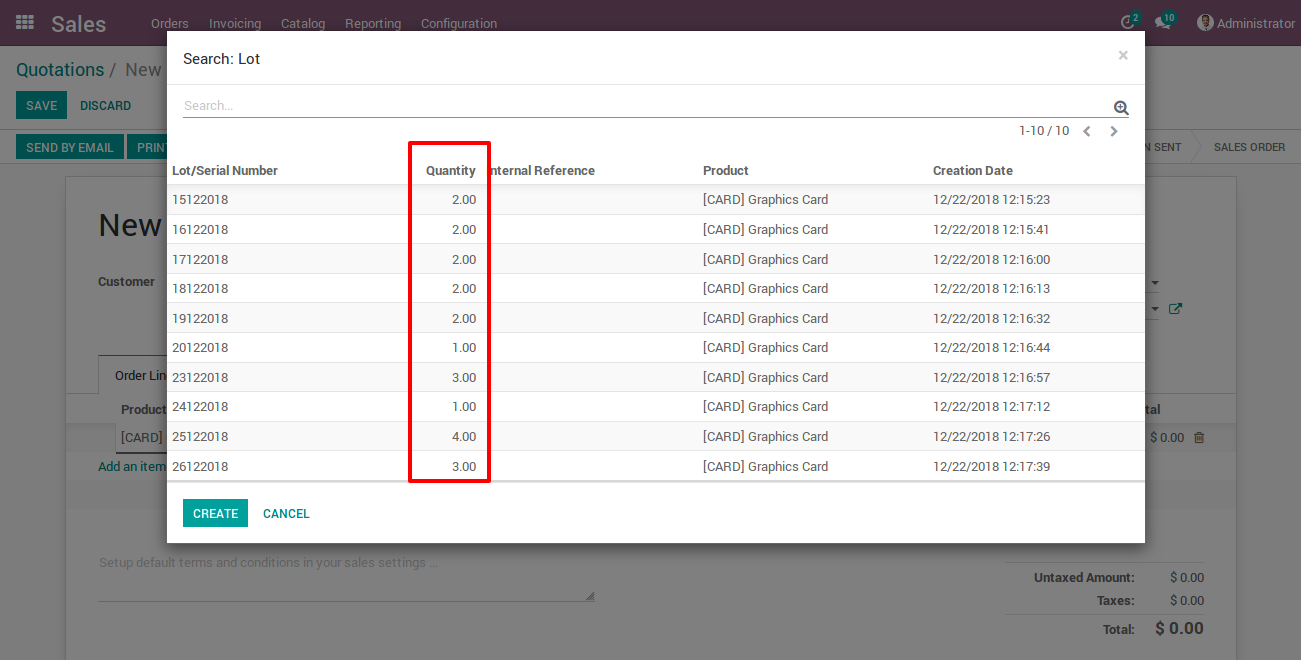 Sales Orders Invoicing Catalog Reporting Configuration 2 10 Administrator
Quotations / New
SAVE DISCARD
SEND BY EMAIL PRIN
N SENT SALES ORDER
New
Customer
Order Lin
Product
tal
[CARD]
$ 0.00
Add an item
Search: Lot ×
Search...
1-10 / 10
Lot/Serial Number Quantity nternal Reference Product Creation Date
15122018 2.00 [CARD] Graphics Card 12/22/2018 12:15:23
16122018 2.00 [CARD] Graphics Card 12/22/2018 12:15:41
17122018 2.00 [CARD] Graphics Card 12/22/2018 12:16:00
18122018 2.00 [CARD] Graphics Card 12/22/2018 12:16:13
19122018 2.00 [CARD] Graphics Card 12/22/2018 12:16:32
20122018 1.00 [CARD] Graphics Card 12/22/2018 12:16:44
23122018 3.00 [CARD] Graphics Card 12/22/2018 12:16:57
24122018 1.00 [CARD] Graphics Card 12/22/2018 12:17:12
25122018 4.00 [CARD] Graphics Card 12/22/2018 12:17:26
26122018 3.00 [CARD] Graphics Card 12/22/2018 12:17:39
CREATE CANCEL
Setup default terms and conditions in your sales settings ...
Untaxed Amount: $ 0.00
Taxes: $ 0.00
Total: $ 0.00